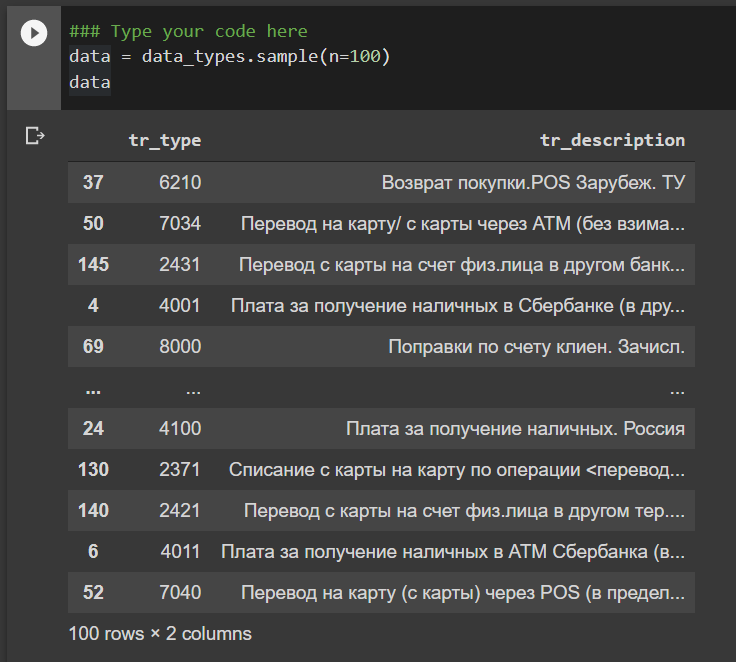 ### Type your code here
data = data_types.sample(n=100)
data
tr_type tr_description
37 6210 Возврат покупки.POS Зарубеж. ТУ
50 7034 Перевод на карту/ с карты через АТМ (без взима...
145 2431 Перевод с карты на счет физ.лица в другом банк...
4 4001 Плата за получение наличных в Сбербанке (в дру...
69 8000 Поправки по счету клиен. Зачисл.
... ... ...
24 4100 Плата за получение наличных. Россия
130 2371 Списание с карты на карту по операции <перевод...
140 2421 Перевод с карты на счет физ.лица в другом тер....
6 4011 Плата за получение наличных в АТМ Сбербанка (в...
52 7040 Перевод на карту (с карты) через POS (в предел...
100 rows × 2 columns